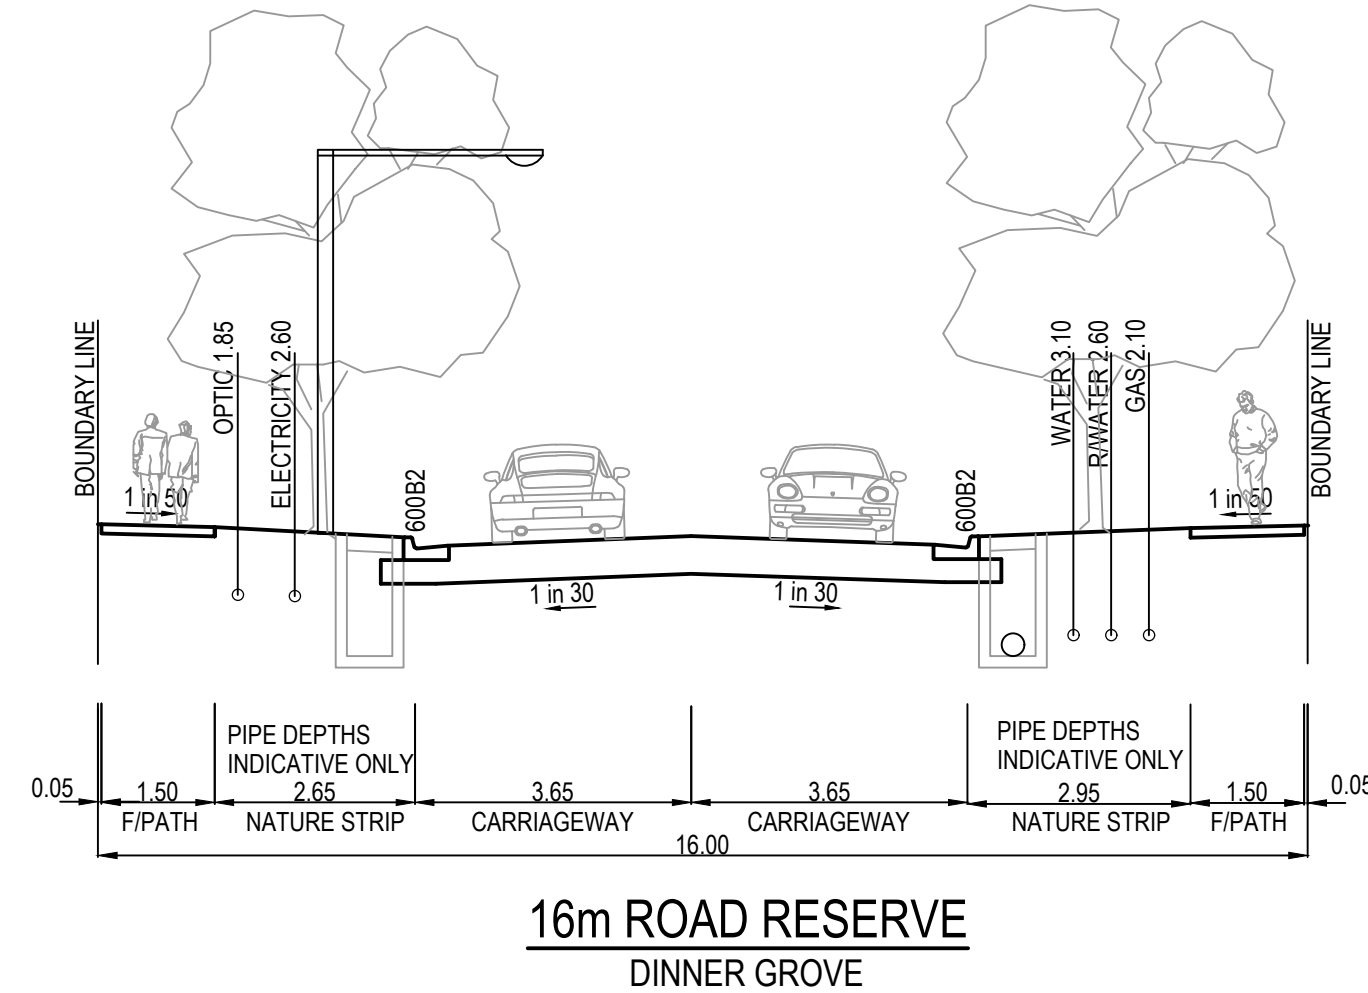 BOUNDARY LINE
OPTIC 1.85
ELECTRICITY 2.60
WATER 3.10
R/WATER 2.60
GAS 2.10
BOUNDARY LINE
1 in 50
600B2
600B2
1 in 50
1 in 30
1 in 30
PIPE DEPTHS
INDICATIVE ONLY
PIPE DEPTHS
INDICATIVE ONLY
0.05 1.50 2.65 3.65 3.65 2.95 1.50 0.05
F/PATH NATURE STRIP CARRIAGEWAY CARRIAGEWAY NATURE STRIP F/PATH
16.00
16m ROAD RESERVE
DINNER GROVE